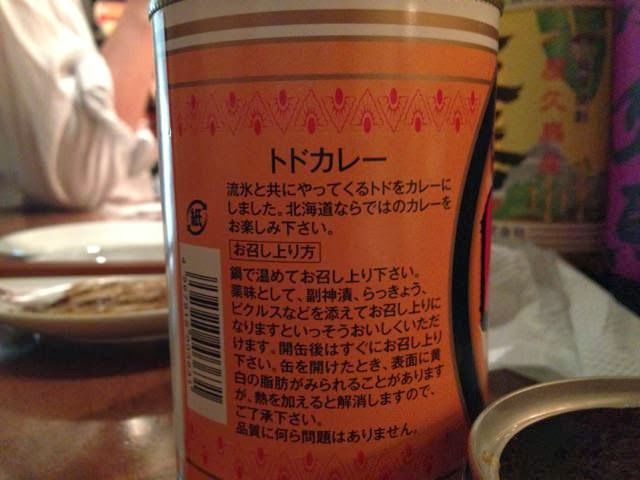 トドカレー
流氷と共にやってくるトドをカレーに
しました。北海道ならではのカレーを
お楽しみ下さい。
お召し上り方
鍋で温めてお召し上り下さい。
薬味として、副神漬、らっきょう、
ピクルスなどを添えてお召し上りに
なりますといっそうおいしくいただ
けます。開缶後はすぐにお召し上り
下さい。缶を開けたとき、表面に黄
白の脂肪がみられることがあります
が、熱を加えると解消しますので、
ご了承下さい。
品質に何ら問題はありません。
紙
屋久島